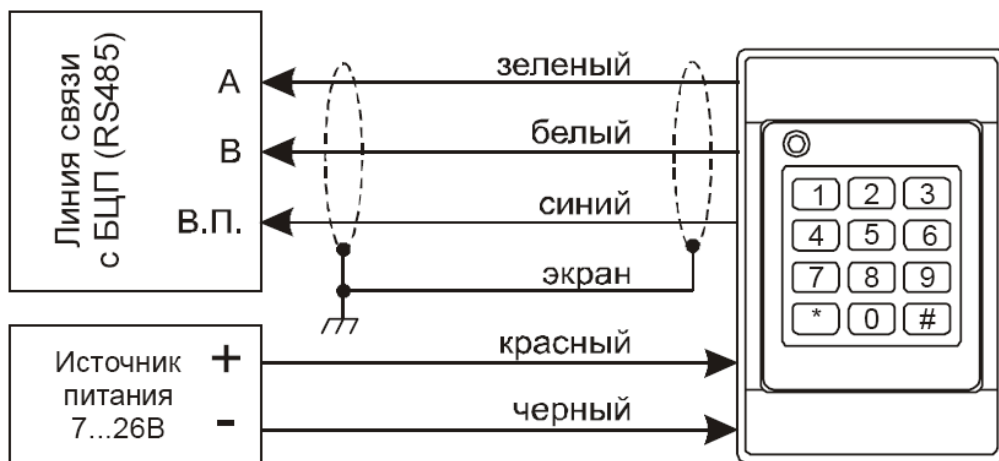 Линия связи
с БЦП (RS485)
А
В
В.П.
зеленый
белый
синий
экран
красный
черный
Источник
питания
7...26В
+
-
1 2 3
4 5 6
7 8 9
* 0 #